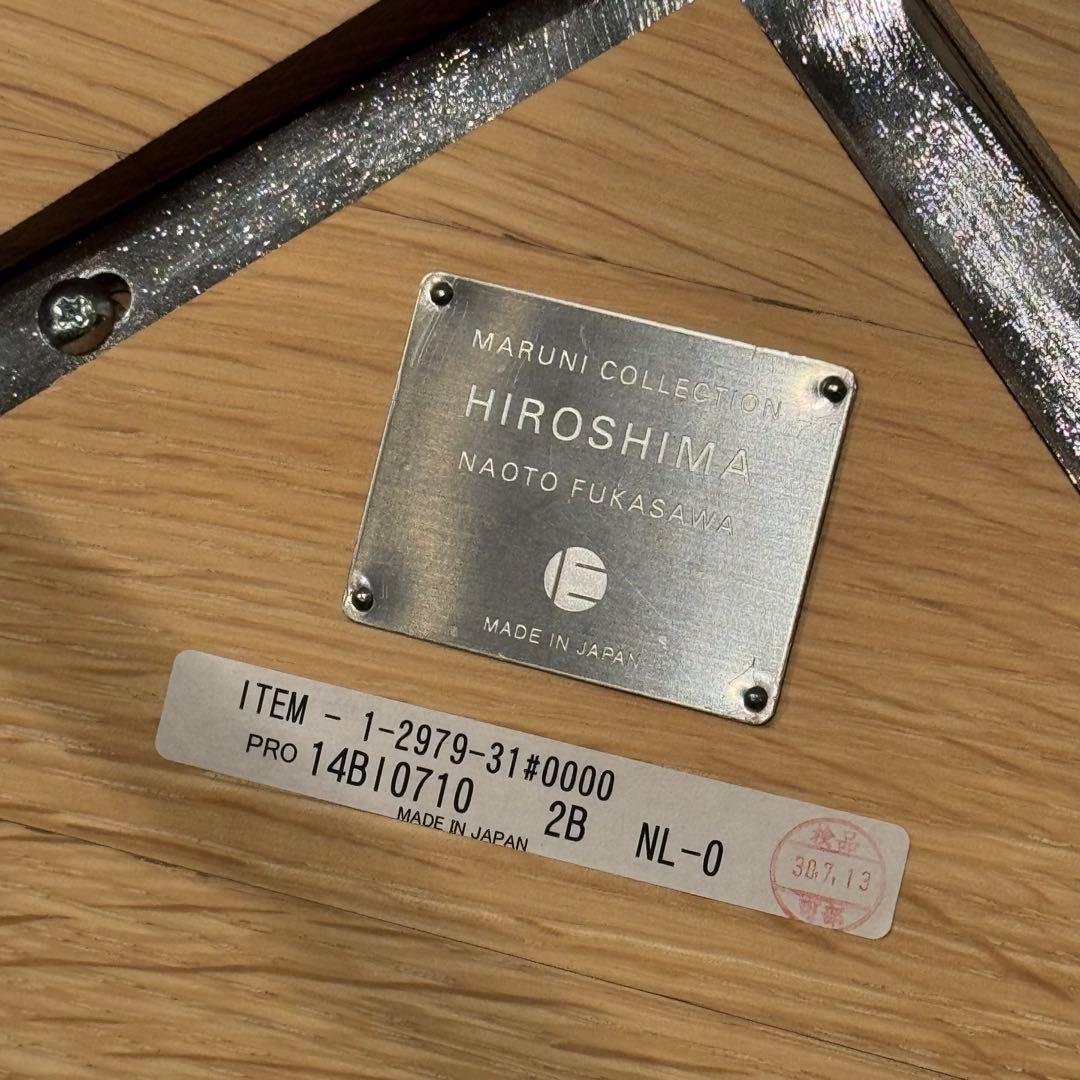 MARUNI COLLECTION
HIROSHIMA
NAOTO FUKASAWA
MADE IN JAPAN
ITEM - 1-2979-31#0000
PRO 14BI0710 2B NL-0
MADE IN JAPAN
検品
30.7.13